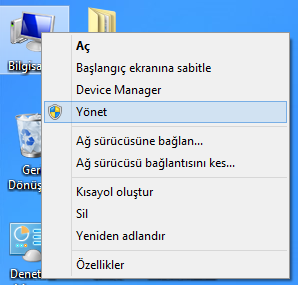 Bilgisa
Aç
Başlangıç ekranına sabitle
Device Manager
Yönet
Ağ sürücüsüne bağlan...
Ağ sürücüsü bağlantısını kes...
Ger
Dönüş
Kısayol oluştur
Sil
Yeniden adlandır
Özellikler
Denet